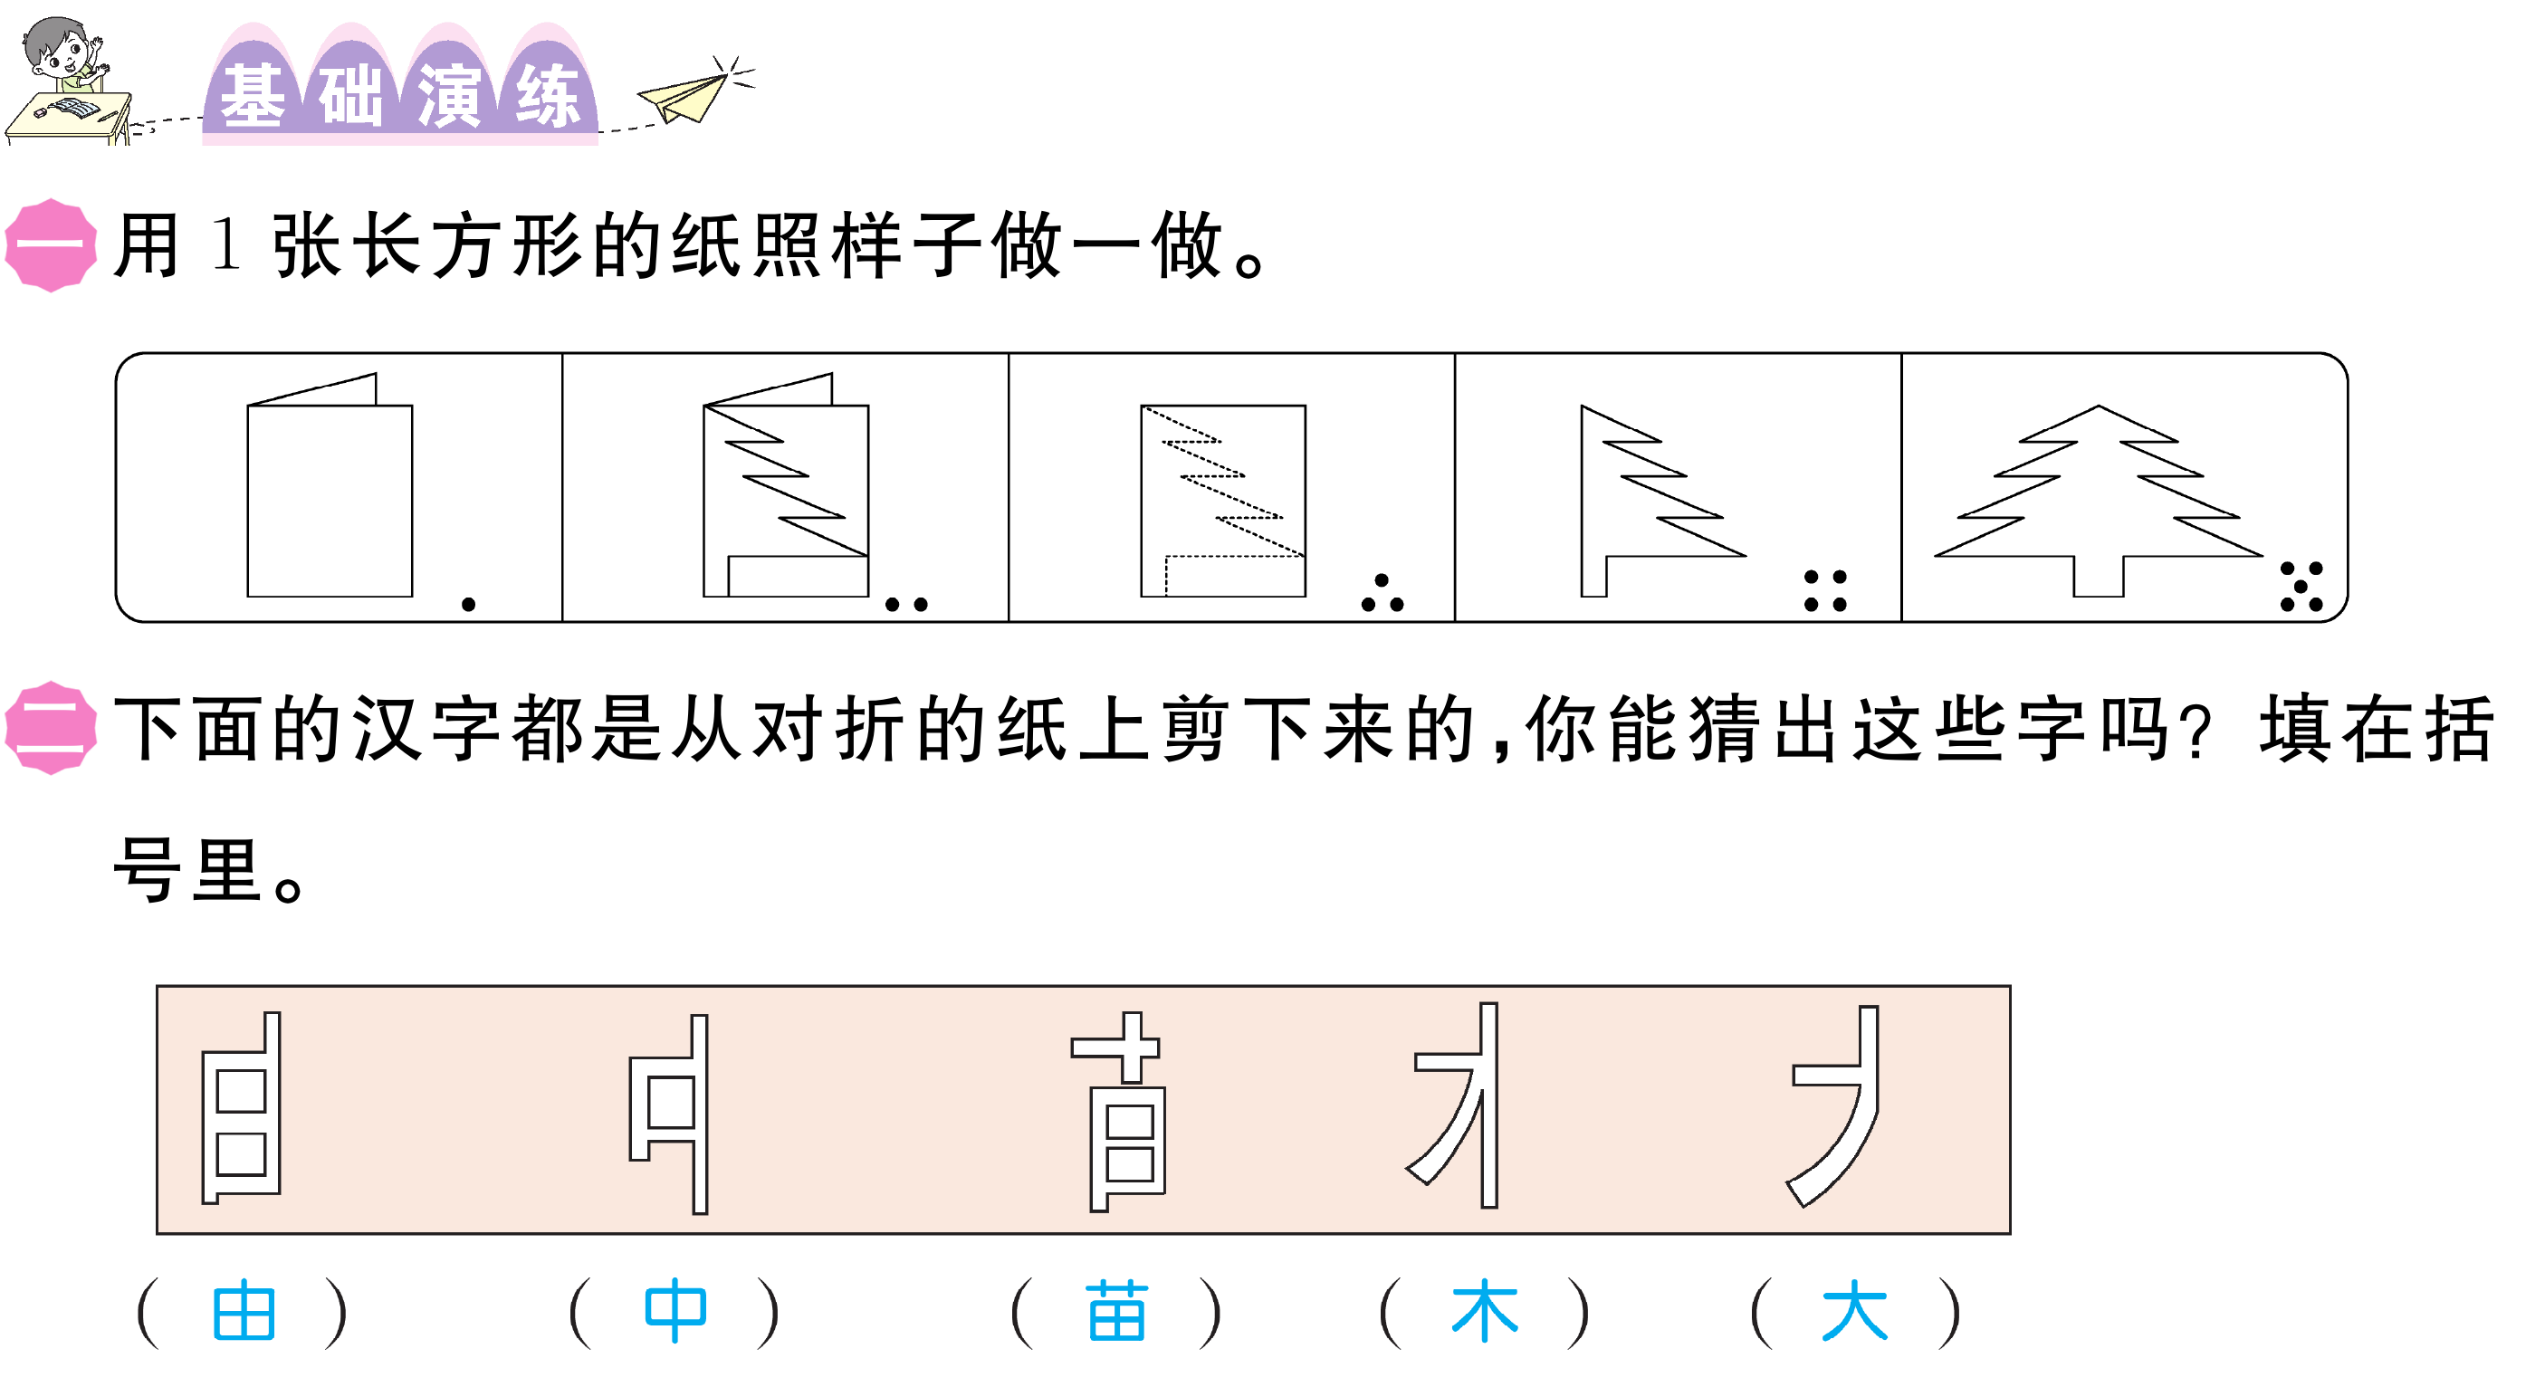 基础演练
一 用 1 张长方形的纸照样子做一做。
二 下面的汉字都是从对折的纸上剪下来的,你能猜出这些字吗? 填在括
号里。
( 由 ) ( 中 ) ( 苗 ) ( 木 ) ( 大 )